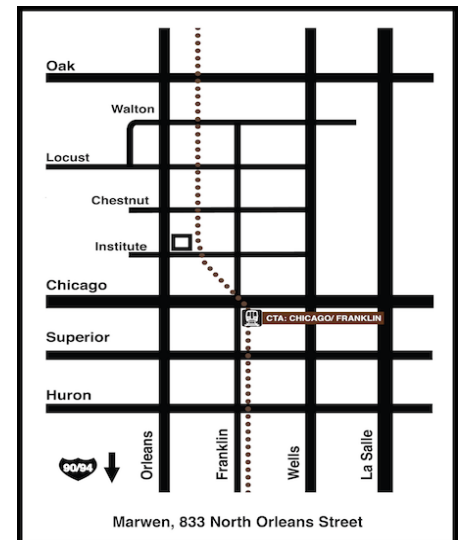 Oak
Walton
Locust
Chestnut
Institute
Chicago
CTA: CHICAGO/ FRANKLIN
Superior
Huron
Orleans
Franklin
Wells
La Salle
90/94
Marwen, 833 North Orleans Street